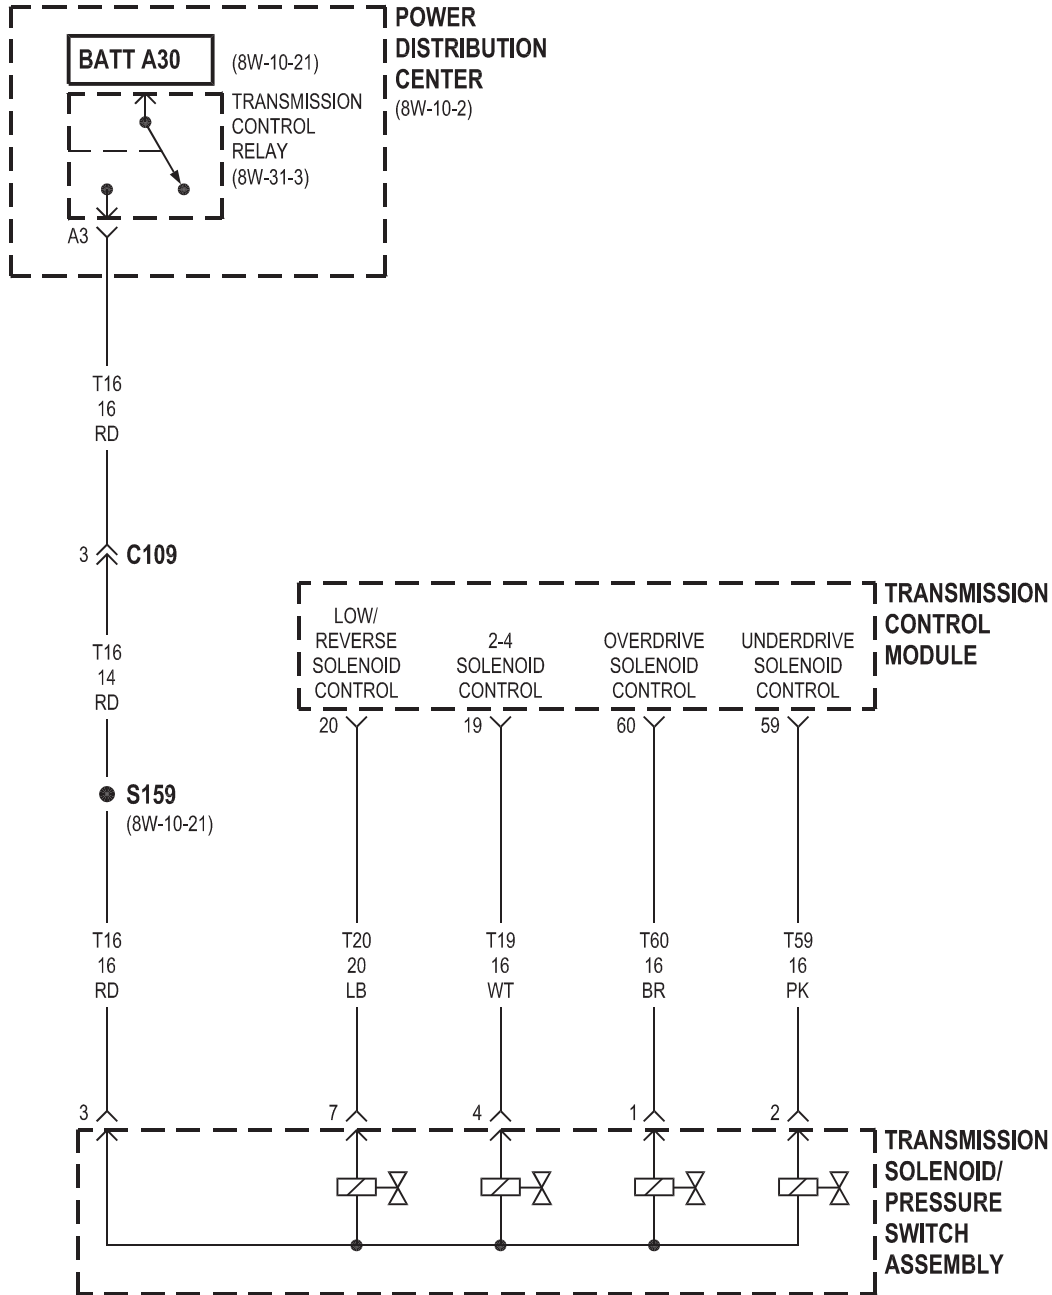 POWER
DISTRIBUTION
CENTER
(8W-10-2)
BATT A30
(8W-10-21)
TRANSMISSION
CONTROL
RELAY
(8W-31-3)
A3
T16
16
RD
3
C109
T16
14
RD
S159
(8W-10-21)
T16
16
RD
TRANSMISSION
CONTROL
MODULE
LOW/
REVERSE
SOLENOID
CONTROL
2-4
SOLENOID
CONTROL
OVERDRIVE
SOLENOID
CONTROL
UNDERDRIVE
SOLENOID
CONTROL
20
19
60
59
T20
20
LB
T19
16
WT
T60
16
BR
T59
16
PK
3
7
4
1
2
TRANSMISSION
SOLENOID/
PRESSURE
SWITCH
ASSEMBLY